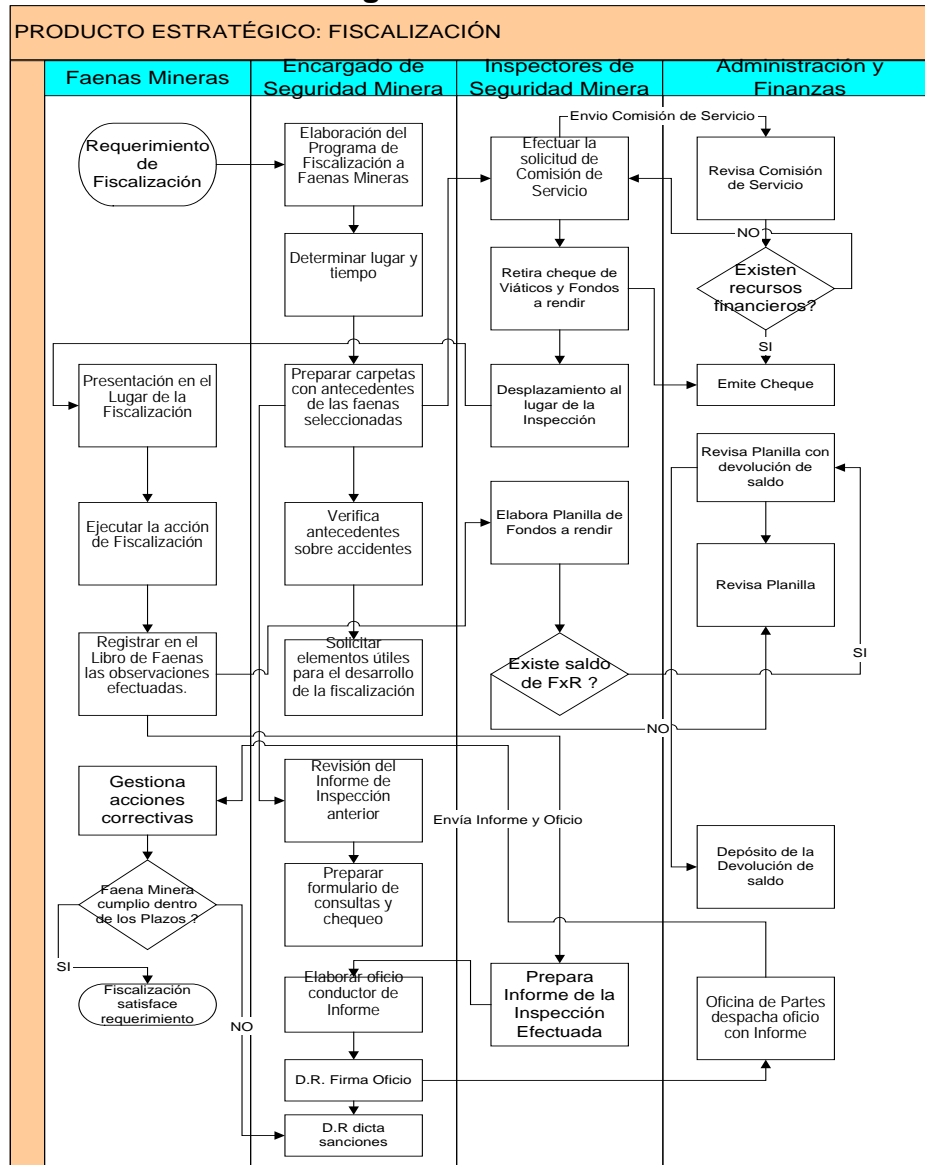 PRODUCTO ESTRATÉGICO: FISCALIZACIÓN
Faenas Mineras
Encargado de
Seguridad Minera
Inspectores de
Seguridad Minera
Administración y
Finanzas
Requerimiento
de
Fiscalización
Elaboración del
Programa de
Fiscalización a
Faenas Mineras
Envio Comisión de Servicio
Efectuar la
solicitud de
Comisión de
Servicio
Revisa Comisión
de Servicio
NO
Determinar lugar y
tiempo
Retira cheque de
Viáticos y Fondos
a rendir
Existen
recursos
financieros?
SI
Presentación en el
Lugar de la
Fiscalización
Preparar carpetas
con antecedentes
de las faenas
seleccionadas
Desplazamiento al
lugar de la
Inspección
Emite Cheque
Revisa Planilla con
devolución de
saldo
Ejecutar la acción
de Fiscalización
Verifica
antecedentes
sobre accidentes
Elabora Planilla de
Fondos a rendir
Revisa Planilla
Registrar en el
Libro de Faenas
las observaciones
efectuadas.
Solicitar
elementos útiles
para el desarrollo
de la fiscalización
Existe saldo
de FxR ?
SI
NO
Gestiona
acciones
correctivas
Revisión del
Informe de
Inspección
anterior
Envía Informe y Oficio
Depósito de la
Devolución de
saldo
Faena Minera
cumplio dentro
de los Plazos ?
Preparar
formulario de
consultas y
chequeo
SI
Fiscalización
satisface
requerimiento
NO
Elaborar oficio
conductor de
Informe
Prepara
Informe de la
Inspección
Efectuada
Oficina de Partes
despacha oficio
con Informe
D.R. Firma Oficio
D.R dicta
sanciones